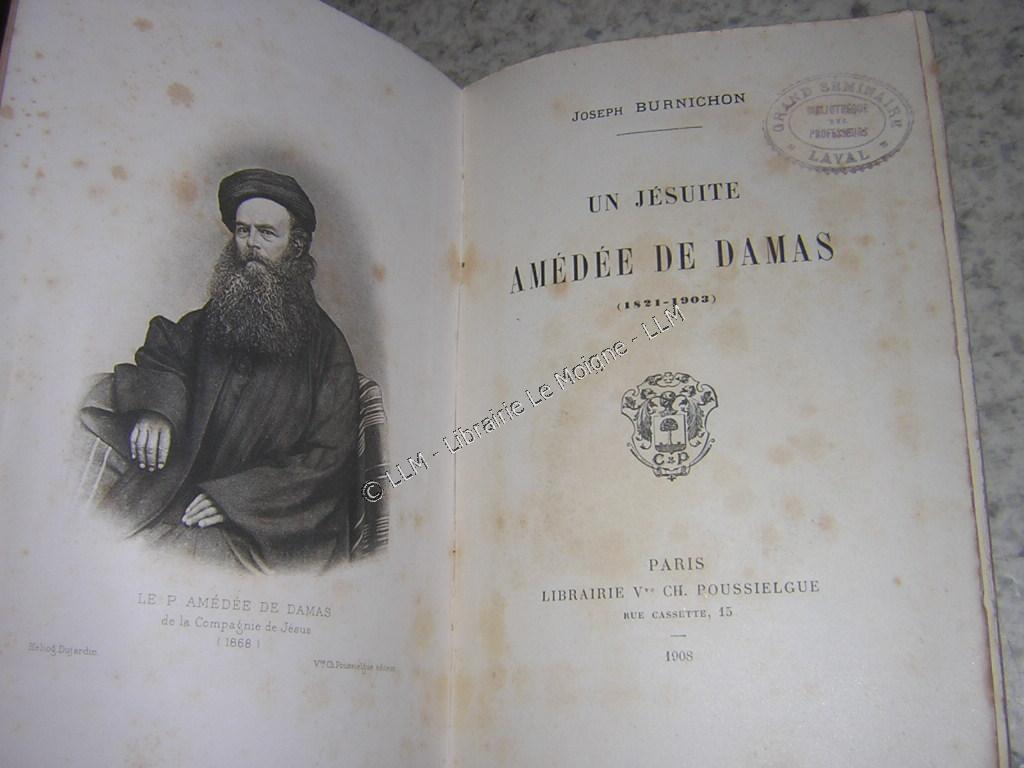 LE P. AMÉDÉE DE DAMAS
de la Compagnie de Jésus
(1868)
Héliog. Dujardin.
Vve Ch. Poussielgue éditeur
JOSEPH BURNICHON
GRAND SEMINAIRE
BIBLIOTHÈQUE
DES
PROFESSEURS
LAVAL
UN JÉSUITE
AMÉDÉE DE DAMAS
(1821-1903)
C P
PARIS
LIBRAIRIE Vve CH. POUSSIELGUE
RUE CASSETTE, 15
1908
© LLM - Librairie Le Moigne - LLM